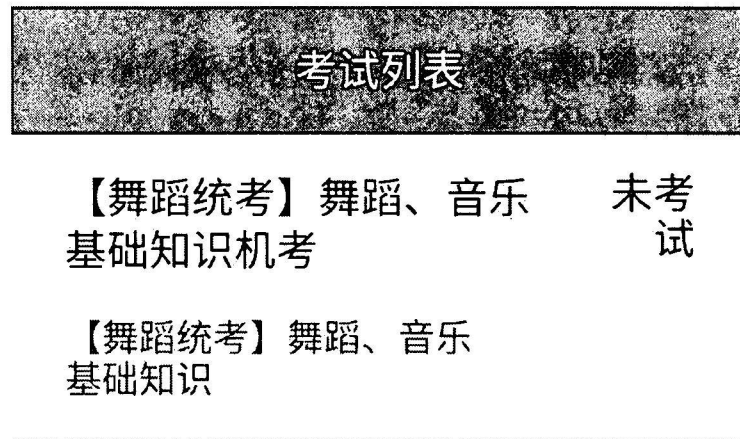 考试列表
【舞蹈统考】舞蹈、音乐 未考
基础知识机考 试
【舞蹈统考】舞蹈、音乐
基础知识